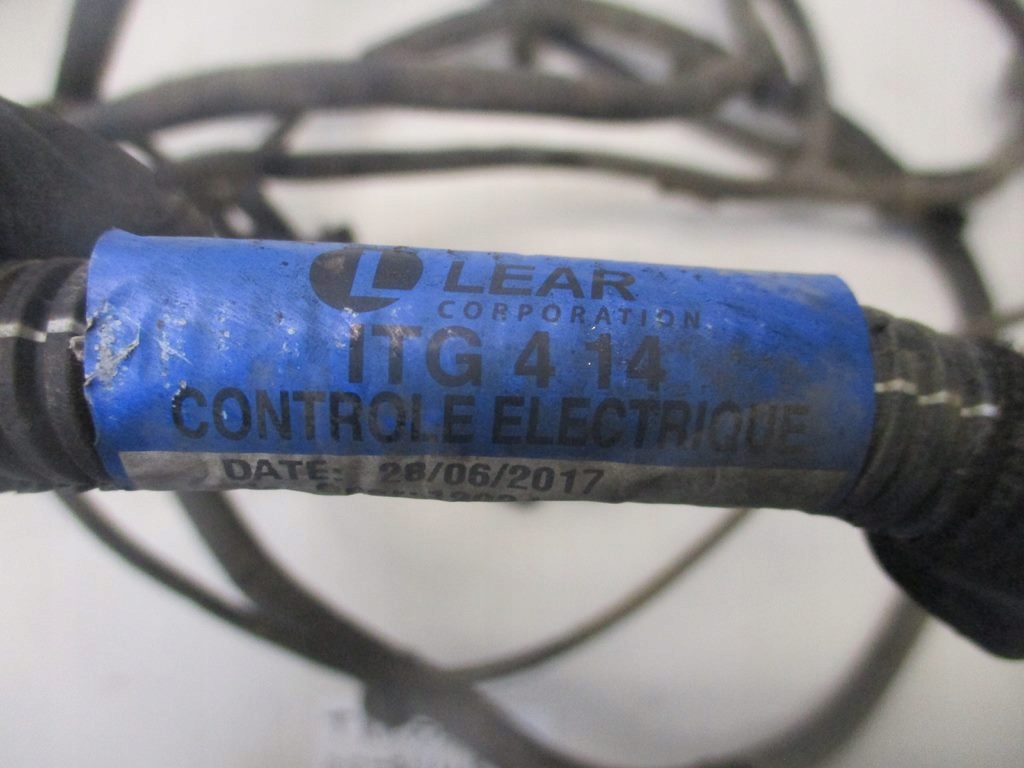 L LEAR
CORPORATION
ITG 4 14
CONTROLE ELECTRIQUE
DATE: 28/06/2017